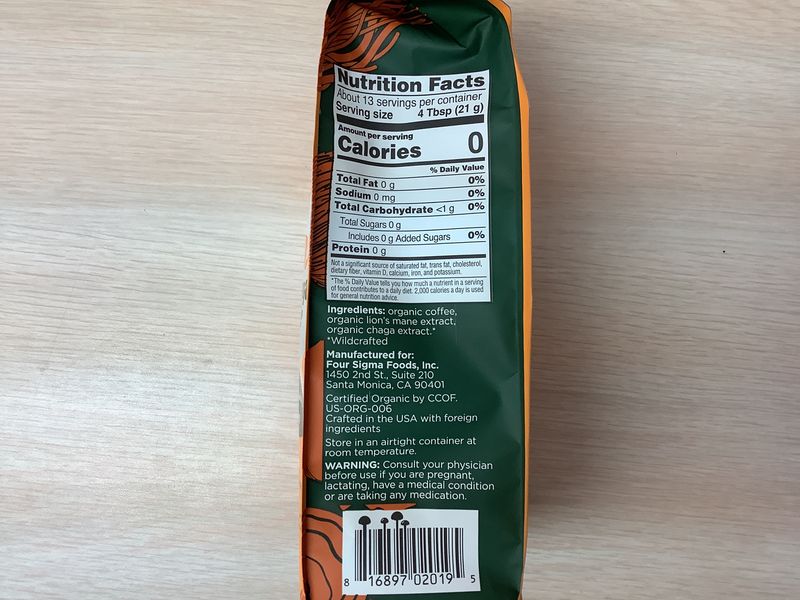 Nutrition Facts
About 13 servings per container
Serving size 4 Tbsp (21 g)
Amount per serving
Calories 0
% Daily Value
Total Fat 0 g 0%
Sodium 0 mg 0%
Total Carbohydrate <1 g 0%
Total Sugars 0 g
Includes 0 g Added Sugars 0%
Protein 0 g
Not a significant source of saturated fat, trans fat, cholesterol,
dietary fiber, vitamin D, calcium, iron, and potassium.
*The % Daily Value tells you how much a nutrient in a serving
of food contributes to a daily diet. 2,000 calories a day is used
for general nutrition advice.
Ingredients: organic coffee,
organic lion's mane extract,
organic chaga extract.*
*Wildcrafted
Manufactured for:
Four Sigma Foods, Inc.
1450 2nd St., Suite 210
Santa Monica, CA 90401
Certified Organic by CCOF.
US-ORG-006
Crafted in the USA with foreign
ingredients
Store in an airtight container at
room temperature.
WARNING: Consult your physician
before use if you are pregnant,
lactating, have a medical condition
or are taking any medication.
8 16897 02019 5